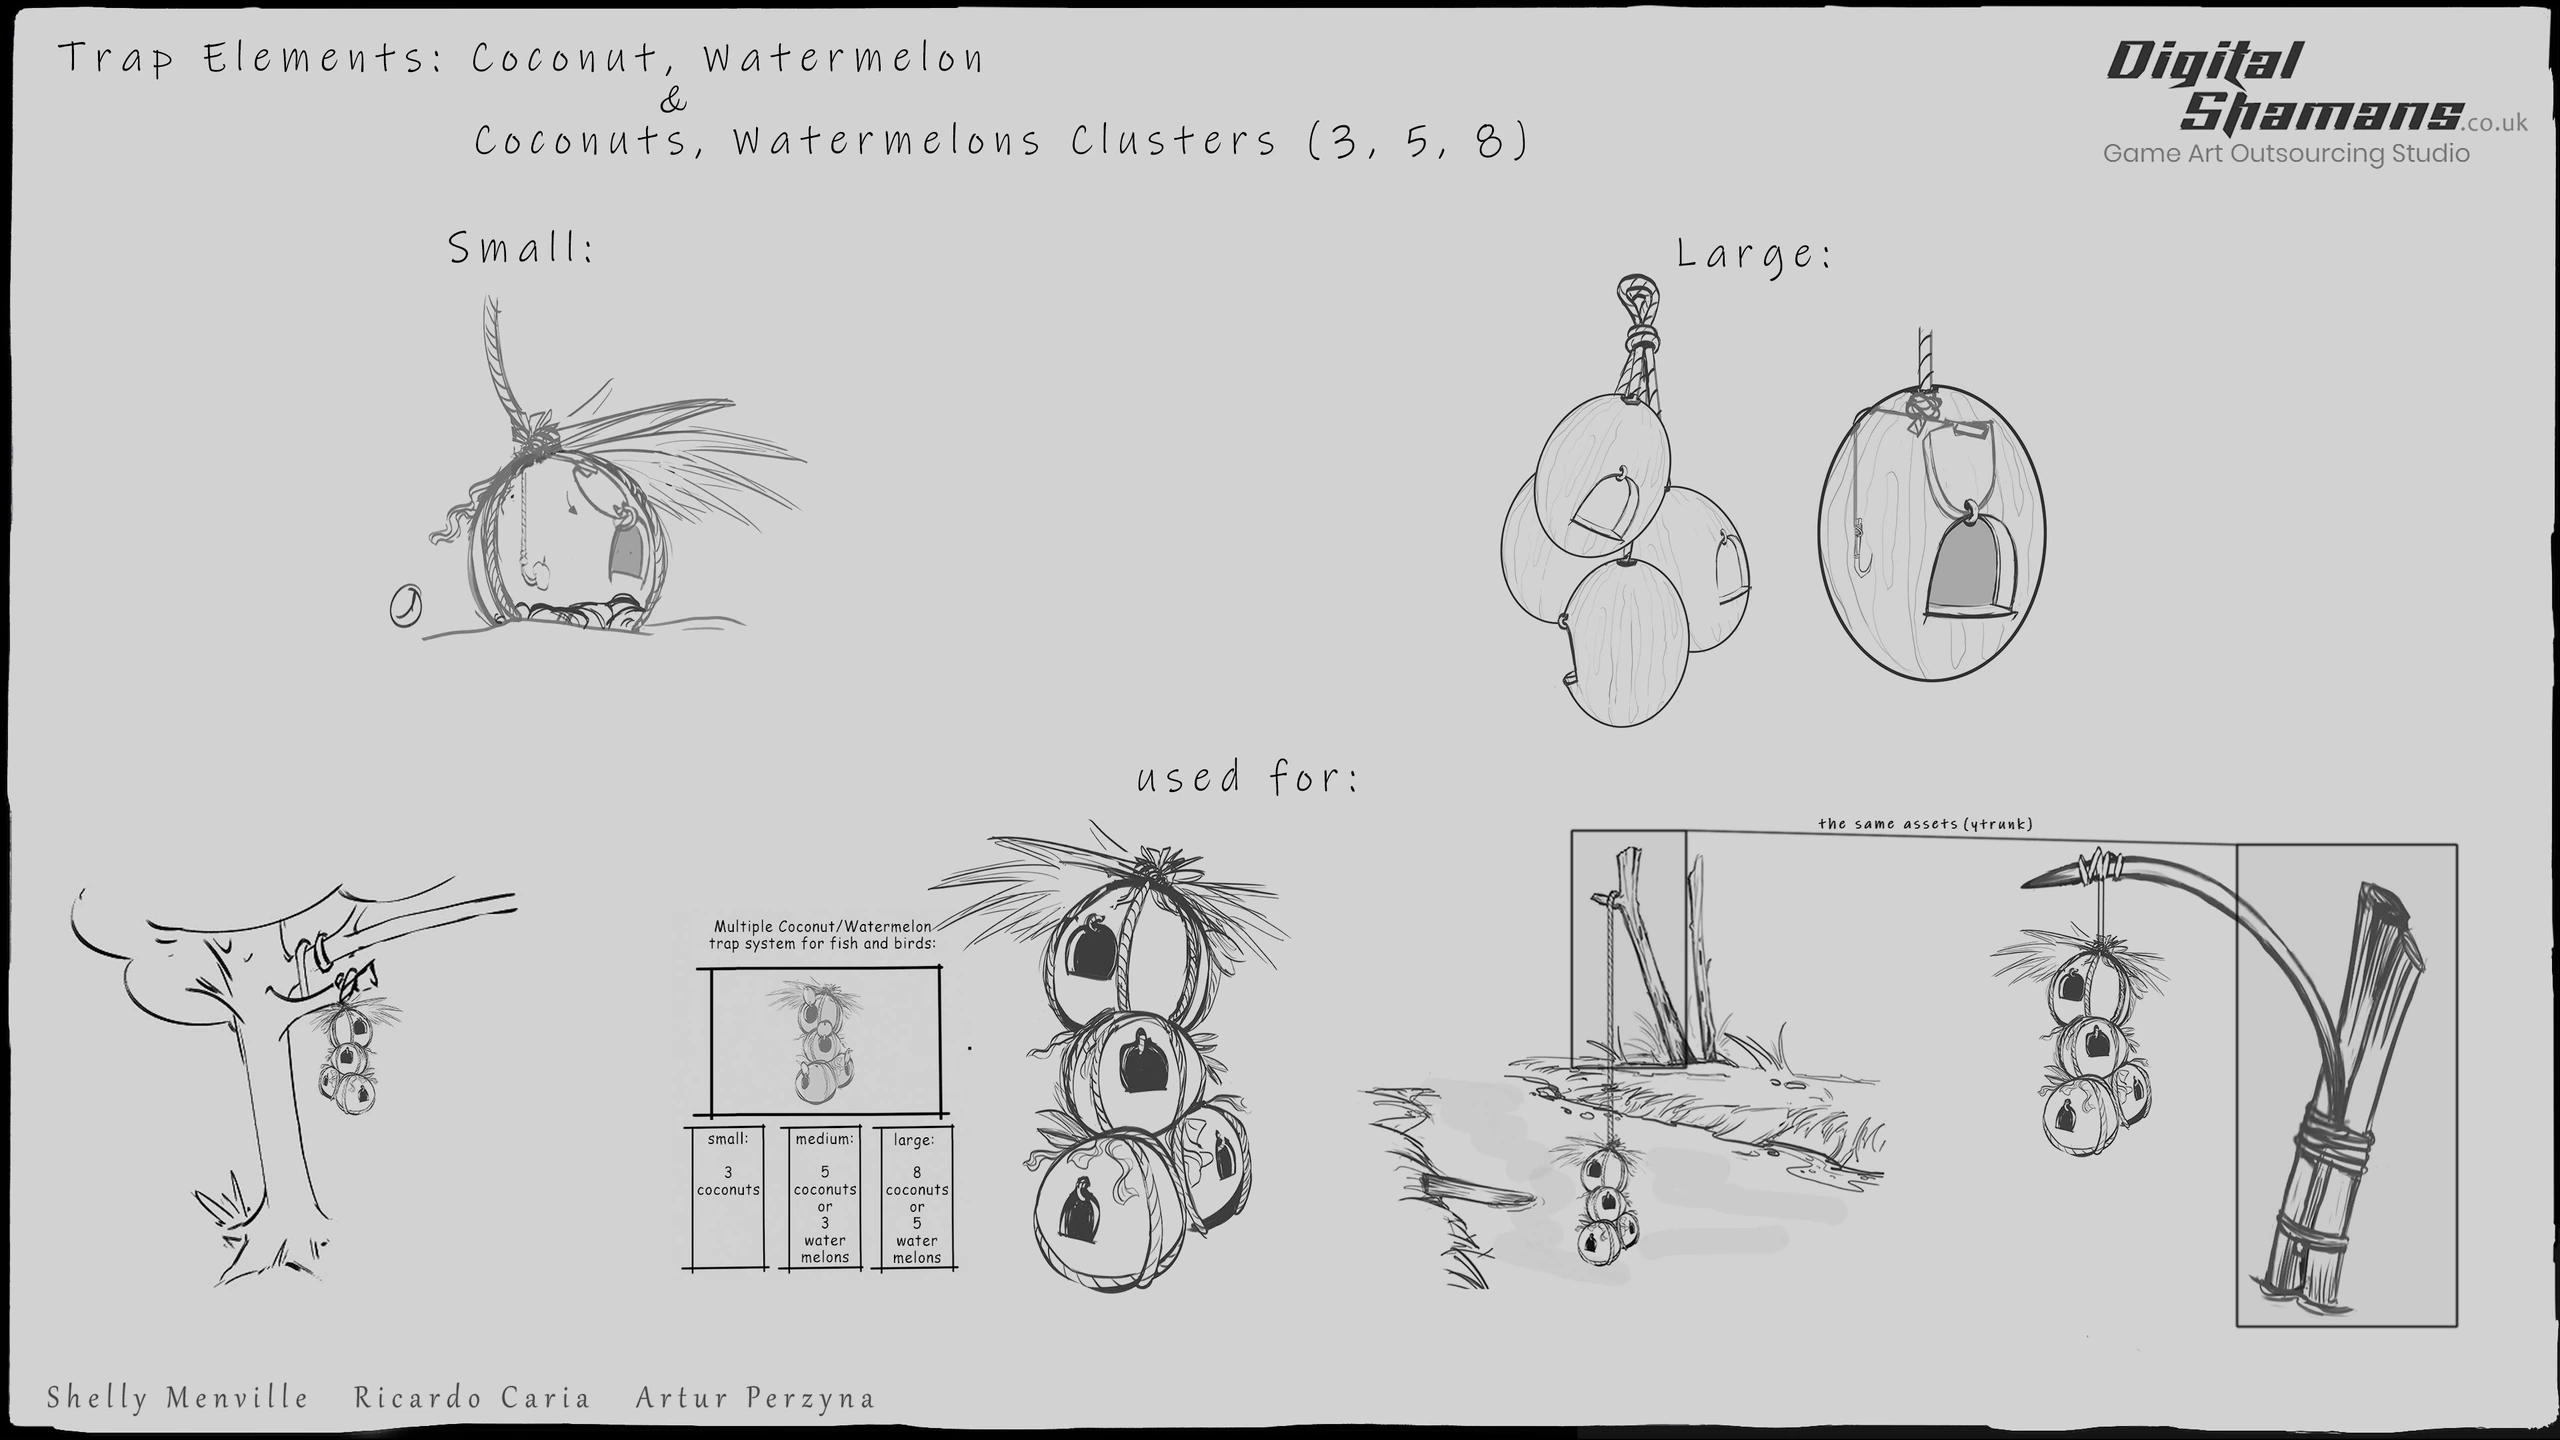 Trap Elements: Coconut, Watermelon
&
Coconuts, Watermelons Clusters (3, 5, 8)
Digital
Shamans.co.uk
Game Art Outsourcing Studio
Small:
Large:
used for:
the same assets (ytrunk)
Multiple Coconut/Watermelon
trap system for fish and birds:
small:
3
coconuts
medium:
5
coconuts
or
3
water
melons
large:
8
coconuts
or
5
water
melons
Shelly Menville Ricardo Caria Artur Perzyna